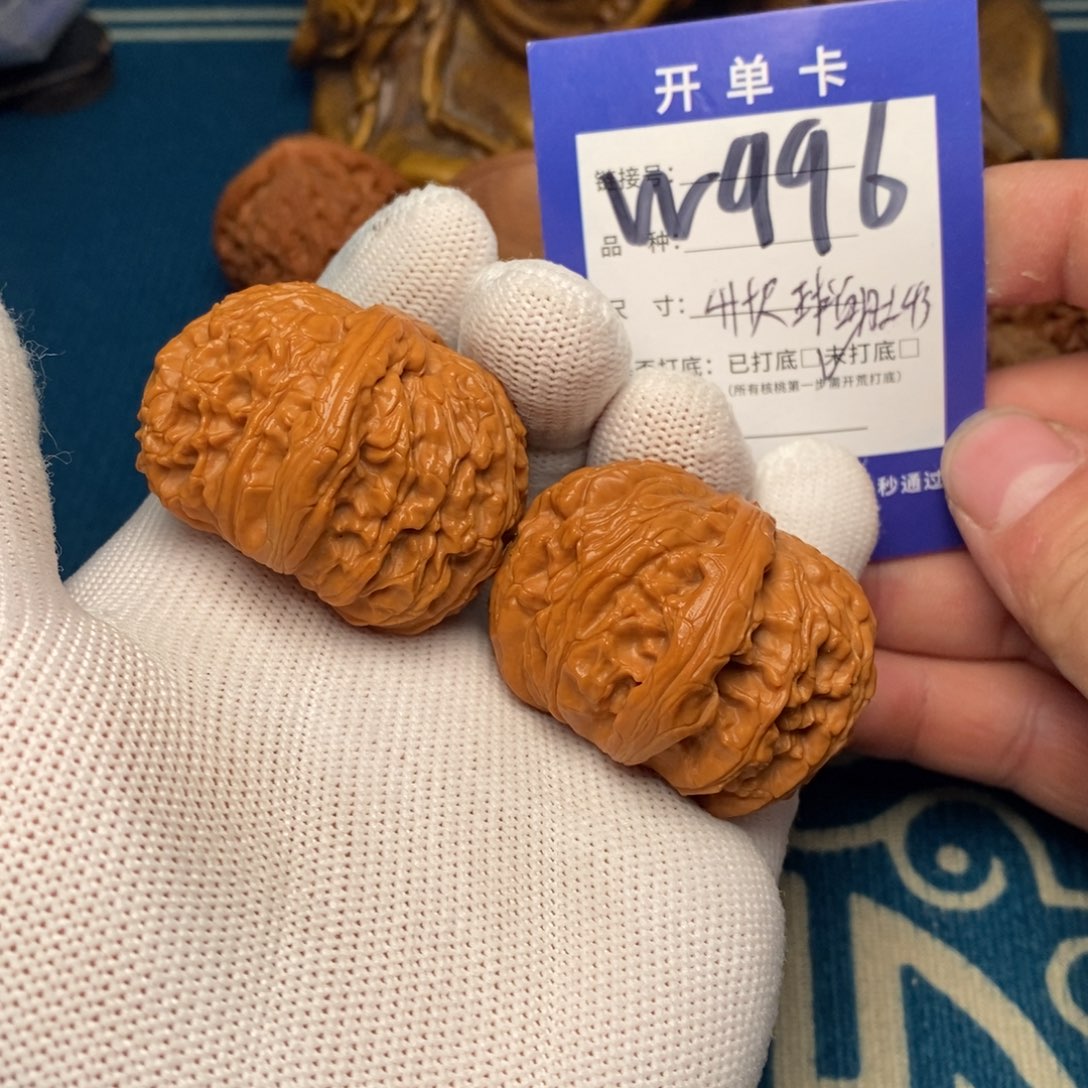 开单卡
链接号：
W996
品 种：
尺 寸：
否打底：已打底□未打底□
(所有核桃第一步需开荒打底)
秒通过